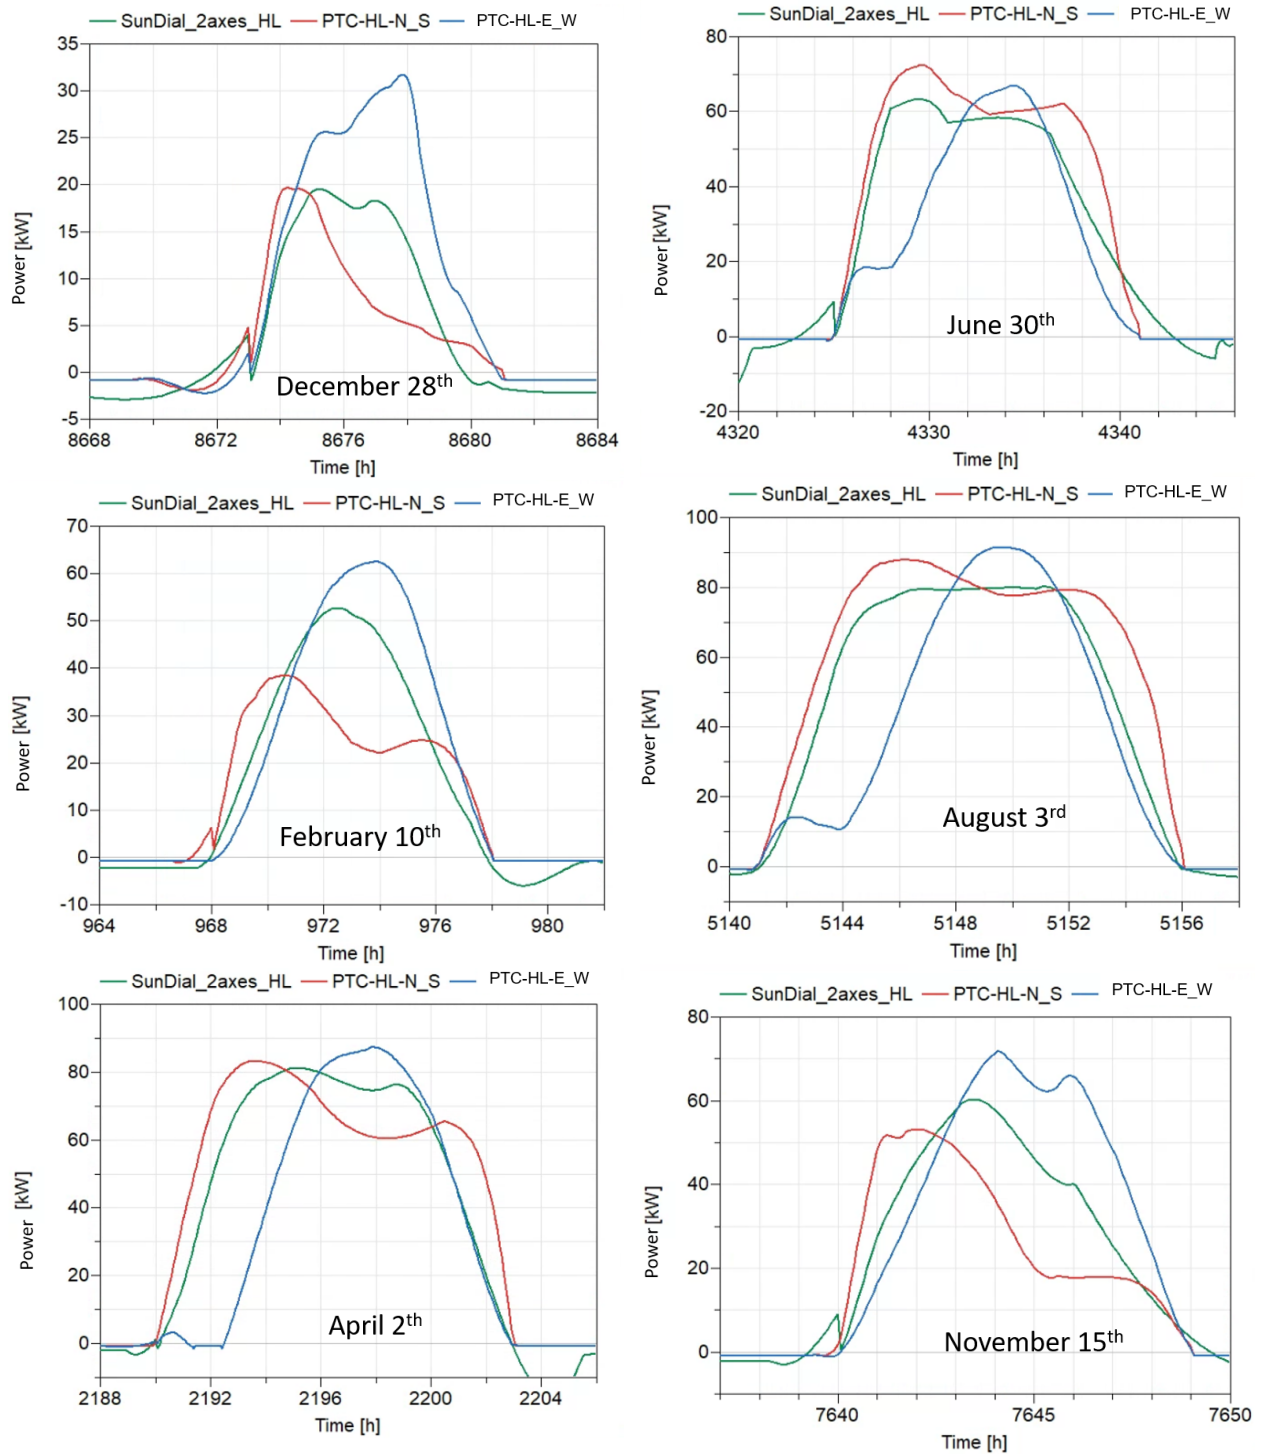 SunDial_2axes_HL PTC-HL-N_S PTC-HL-E_W
35
30
25
20
15
10
5
0
-5
Power [kW]
December 28th
8668 8672 8676 8680 8684
Time [h]
SunDial_2axes_HL PTC-HL-N_S PTC-HL-E_W
80
60
40
20
0
-20
Power [kW]
June 30th
4320 4330 4340
Time [h]
SunDial_2axes_HL PTC-HL-N_S PTC-HL-E_W
70
60
50
40
30
20
10
0
-10
Power [kW]
February 10th
964 968 972 976 980
Time [h]
SunDial_2axes_HL PTC-HL-N_S PTC-HL-E_W
100
80
60
40
20
0
Power [kW]
August 3rd
5140 5144 5148 5152 5156
Time [h]
SunDial_2axes_HL PTC-HL-N_S PTC-HL-E_W
100
80
60
40
20
0
Power [kW]
April 2th
2188 2192 2196 2200 2204
Time [h]
SunDial_2axes_HL PTC-HL-N_S PTC-HL-E_W
80
60
40
20
0
Power [kW]
November 15th
7640 7645 7650
Time [h]